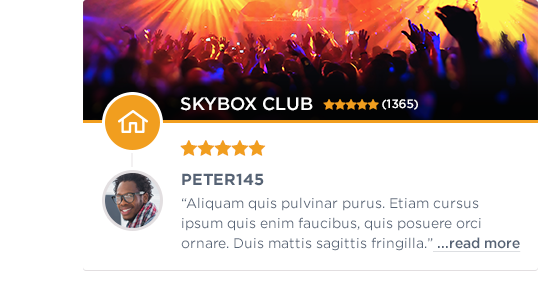 SKYBOX CLUB (1365)
PETER145
“Aliquam quis pulvinar purus. Etiam cursus
ipsum quis enim faucibus, quis posuere orci
ornare. Duis mattis sagittis fringilla.” ...read more